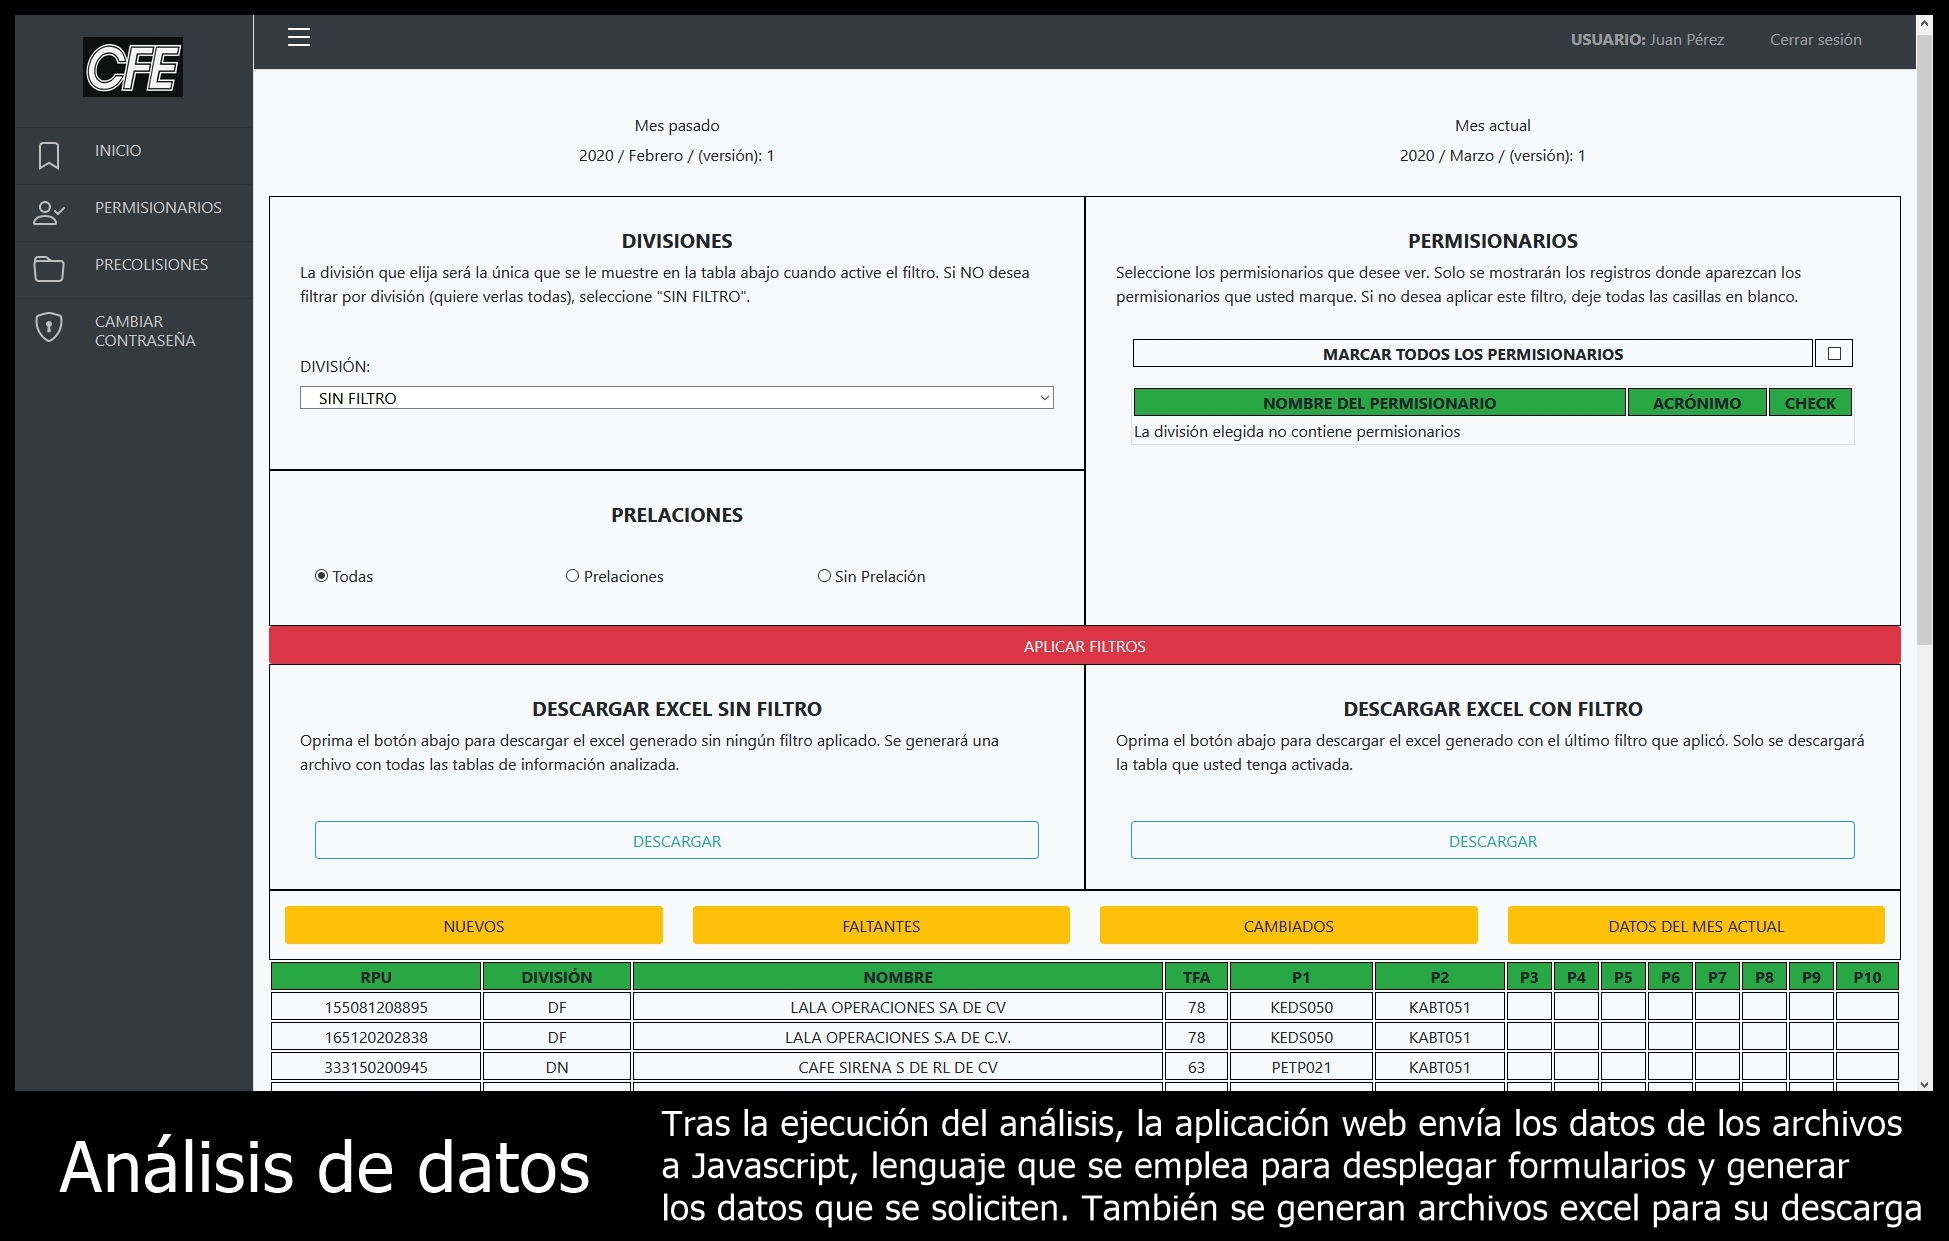 CFE
USUARIO: Juan Pérez Cerrar sesión
INICIO
PERMISIONARIOS
PRECOLISIONES
CAMBIAR
CONTRASEÑA
Mes pasado
2020 / Febrero / (versión): 1
Mes actual
2020 / Marzo / (versión): 1
DIVISIONES
La división que elija será la única que se le muestre en la tabla abajo cuando active el filtro. Si NO desea
filtrar por división (quiere verlas todas), seleccione "SIN FILTRO".
DIVISIÓN:
SIN FILTRO
PERMISIONARIOS
Seleccione los permisionarios que desee ver. Solo se mostrarán los registros donde aparezcan los
permisionarios que usted marque. Si no desea aplicar este filtro, deje todas las casillas en blanco.
MARCAR TODOS LOS PERMISIONARIOS
NOMBRE DEL PERMISIONARIO ACRÓNIMO CHECK
La división elegida no contiene permisionarios
PRELACIONES
Todas Prelaciones Sin Prelación
APLICAR FILTROS
DESCARGAR EXCEL SIN FILTRO
Oprima el botón abajo para descargar el excel generado sin ningún filtro aplicado. Se generará una
archivo con todas las tablas de información analizada.
DESCARGAR
DESCARGAR EXCEL CON FILTRO
Oprima el botón abajo para descargar el excel generado con el último filtro que aplicó. Solo se descargará
la tabla que usted tenga activada.
DESCARGAR
NUEVOS FALTANTES CAMBIADOS DATOS DEL MES ACTUAL
RPU DIVISIÓN NOMBRE TFA P1 P2 P3 P4 P5 P6 P7 P8 P9 P10
155081208895 DF LALA OPERACIONES SA DE CV 78 KEDS050 KABT051
165120202838 DF LALA OPERACIONES S.A DE C.V. 78 KEDS050 KABT051
333150200945 DN CAFE SIRENA S DE RL DE CV 63 PETP021 KABT051
Análisis de datos
Tras la ejecución del análisis, la aplicación web envía los datos de los archivos
a Javascript, lenguaje que se emplea para desplegar formularios y generar
los datos que se soliciten. También se generan archivos excel para su descarga